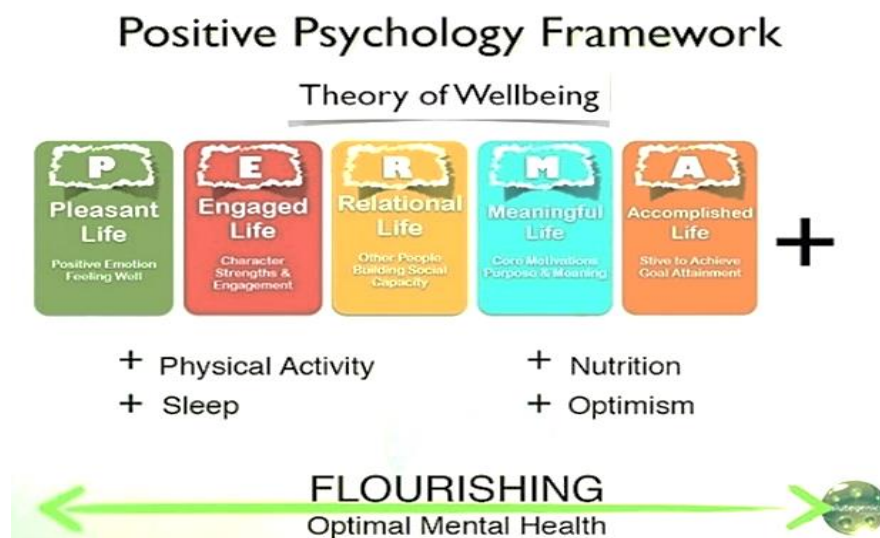 Positive Psychology Framework
Theory of Wellbeing
P
Pleasant
Life
Positive Emotion
Feeling Well
E
Engaged
Life
Character
Strengths &
Engagement
R
Relational
Life
Other People
Building Social
Capacity
M
Meaningful
Life
Core Motivations
Purpose & Meaning
A
Accomplished
Life
Stive to Achieve
Goal Attainment
+
+ Physical Activity
+ Sleep
+ Nutrition
+ Optimism
FLOURISHING
Optimal Mental Health